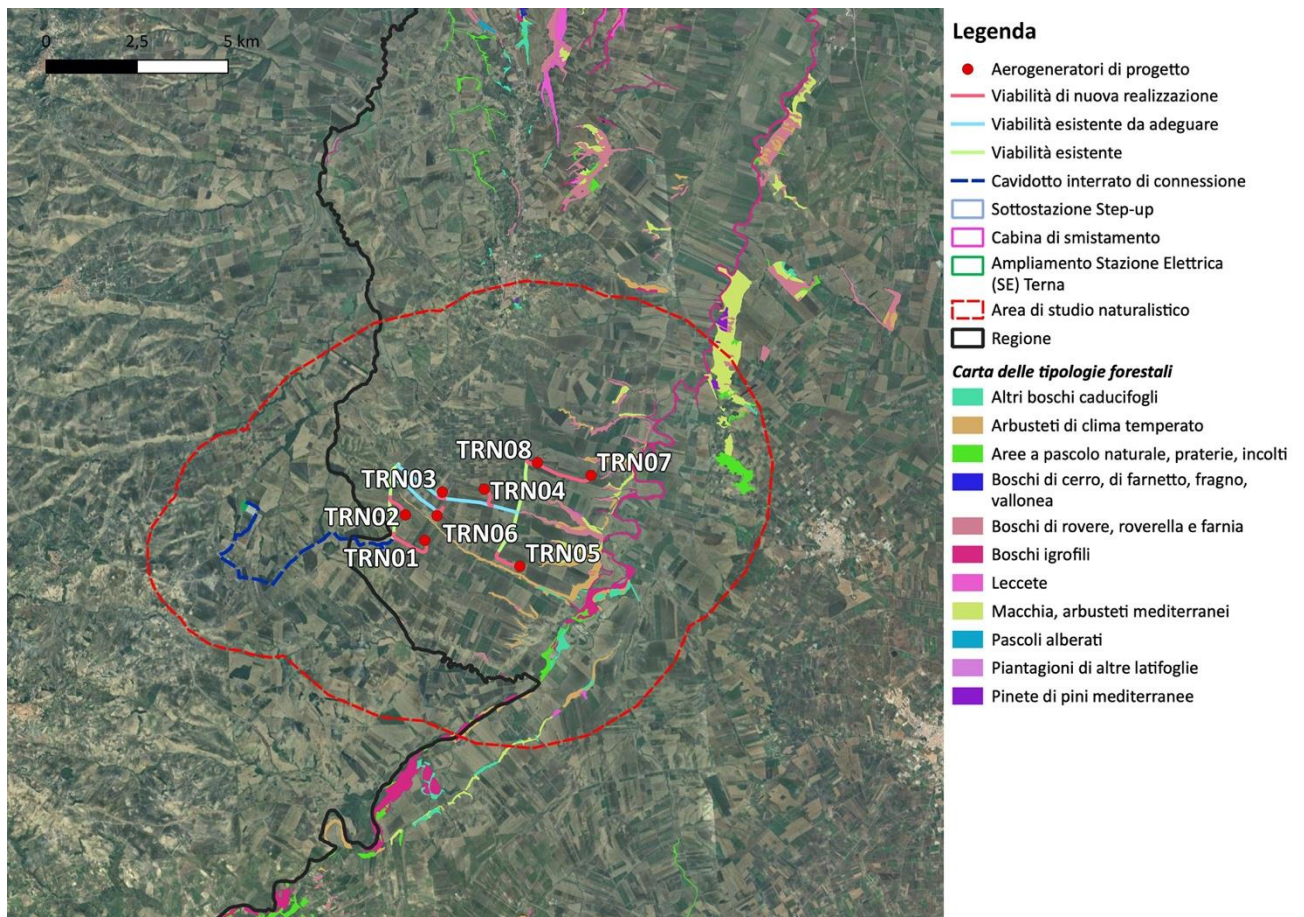 0 2,5 5 km
TRN08
TRN07
TRN03
TRN04
TRN02
TRN06
TRN01
TRN05
Legenda
Aerogeneratori di progetto
Viabilità di nuova realizzazione
Viabilità esistente da adeguare
Viabilità esistente
Cavidotto interrato di connessione
Sottostazione Step-up
Cabina di smistamento
Ampliamento Stazione Elettrica
(SE) Terna
Area di studio naturalistico
Regione
Carta delle tipologie forestali
Altri boschi caducifogli
Arbusteti di clima temperato
Aree a pascolo naturale, praterie, incolti
Boschi di cerro, di farnetto, fragno,
vallonea
Boschi di rovere, roverella e farnia
Boschi igrofili
Leccete
Macchia, arbusteti mediterranei
Pascoli alberati
Piantagioni di altre latifoglie
Pinete di pini mediterranee